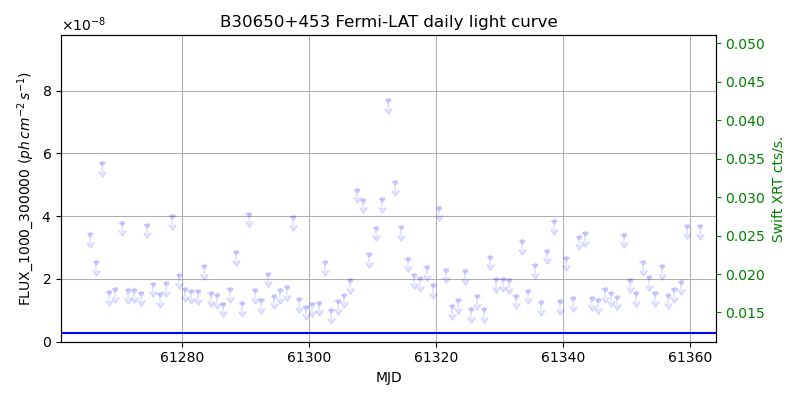 B30650+453 Fermi-LAT daily light curve
×10⁻⁸
FLUX_1000_300000 (ph cm⁻² s⁻¹)
8
6
4
2
0
0.050
0.045
0.040
0.035
0.030
0.025
0.020
0.015
Swift XRT cts/s.
61280 61300 61320 61340 61360
MJD